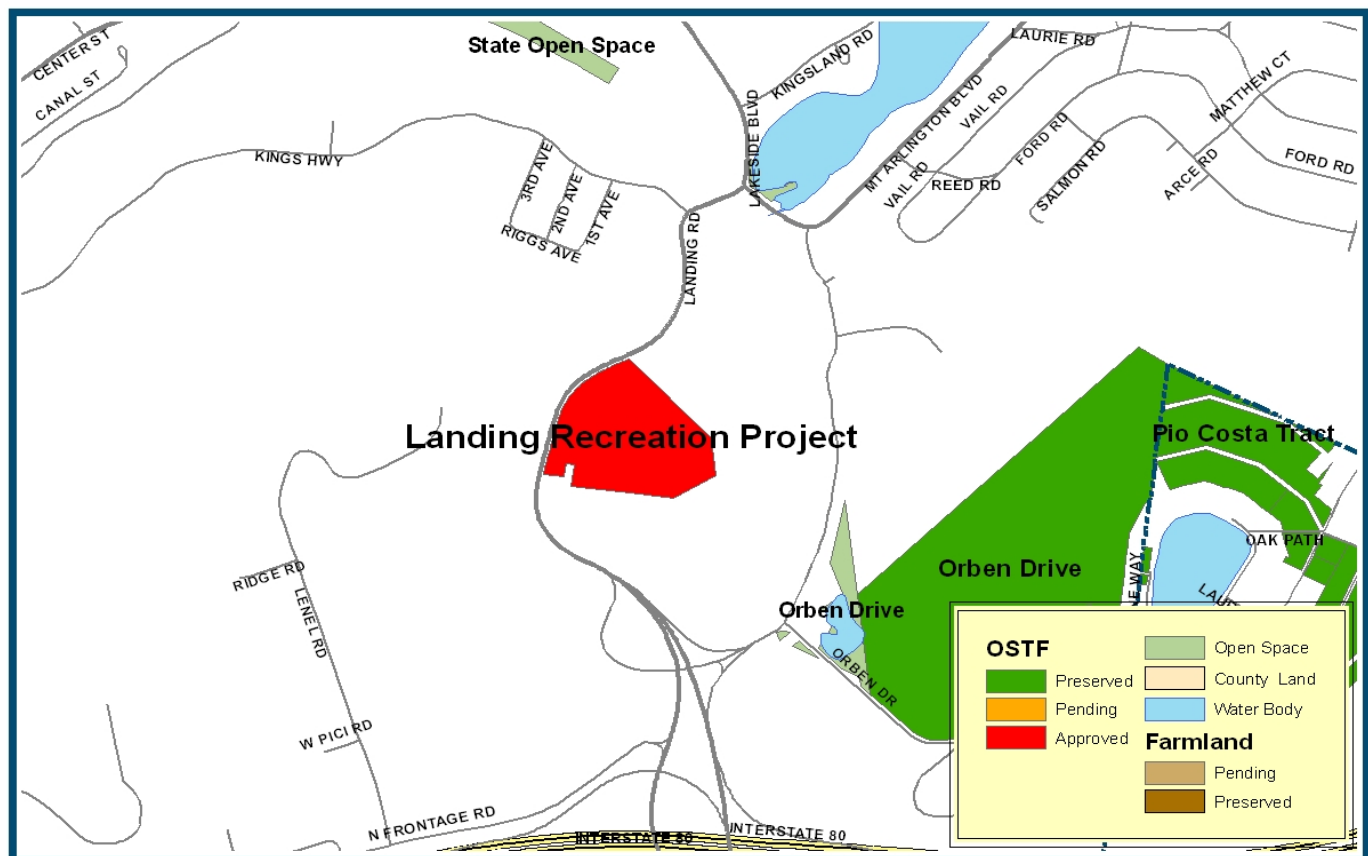 State Open Space
CENTER ST
CANAL ST
KINGSLAND RD
LAURIE RD
LAKESIDE BLVD
MT ARLINGTON BLVD
VAIL RD
MATTHEW CT
FORD RD
KINGS HWY
3RD AVE
2ND AVE
1ST AVE
RIGGS AVE
VAIL RD
REED RD
SALMON RD
ARCE RD
FORD RD
LANDING RD
Landing Recreation Project
Pio Costa Tract
OAK PATH
Orben Drive
Orben Drive
RIDGE RD
LENEL RD
E WAY
ORBEN DR
W PICI RD
N FRONTAGE RD
INTERSTATE 80
INTERSTATE 80
OSTF
Preserved
Pending
Approved
Open Space
County Land
Water Body
Farmland
Pending
Preserved